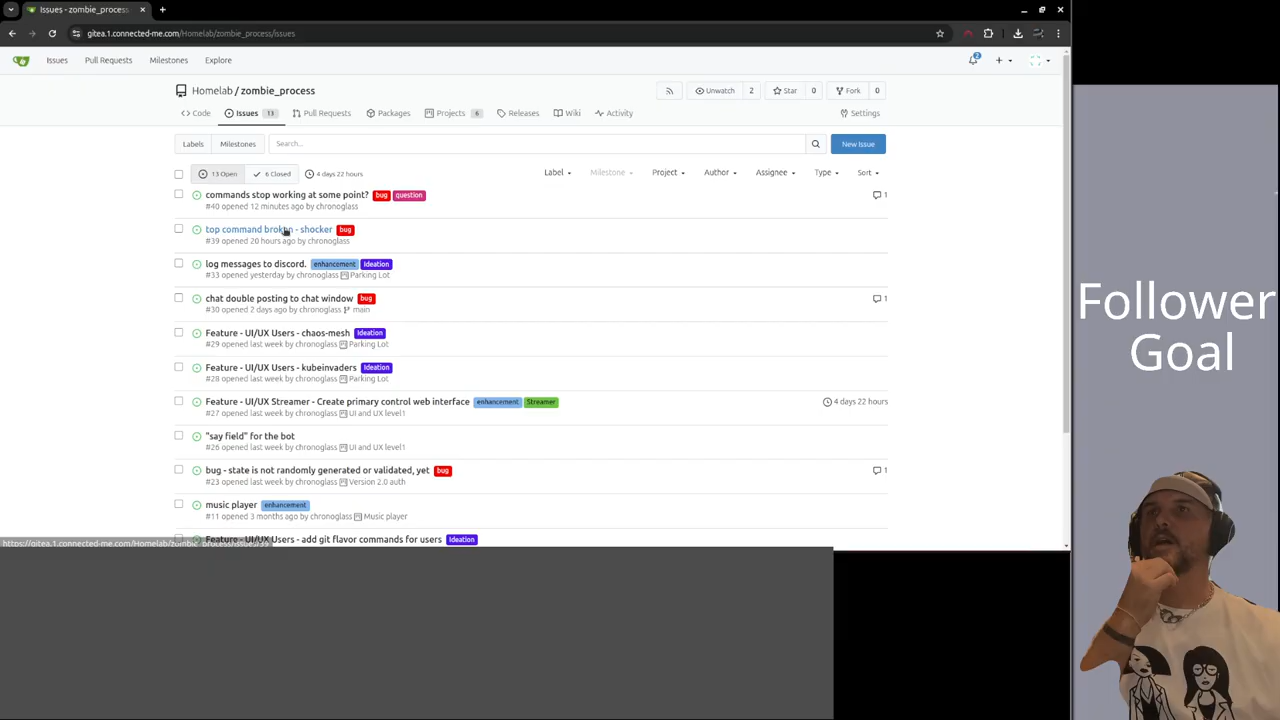 Issues - zombie_process
gitea.1.connected-me.com/Homelab/zombie_process/issues
Issues Pull Requests Milestones Explore
2
Homelab / zombie_process
Unwatch 2 Star 0 Fork 0
Code Issues 13 Pull Requests Packages Projects 6 Releases Wiki Activity Settings
Labels Milestones Search... New Issue
13 Open 6 Closed 4 days 22 hours Label Milestone Project Author Assignee Type Sort
commands stop working at some point? bug question 1
#40 opened 12 minutes ago by chronoglass
top command broken - shocker bug
#39 opened 20 hours ago by chronoglass
log messages to discord. enhancement Ideation
#33 opened yesterday by chronoglass Parking Lot
chat double posting to chat window bug 1
#30 opened 2 days ago by chronoglass main
Feature - UI/UX Users - chaos-mesh Ideation
#29 opened last week by chronoglass Parking Lot
Feature - UI/UX Users - kubeinvaders Ideation
#28 opened last week by chronoglass Parking Lot
Feature - UI/UX Streamer - Create primary control web interface enhancement Streamer 4 days 22 hours
#27 opened last week by chronoglass UI and UX level1
"say field" for the bot
#26 opened last week by chronoglass UI and UX level1
bug - state is not randomly generated or validated, yet bug 1
#23 opened last week by chronoglass Version 2.0 auth
music player enhancement
#11 opened 3 months ago by chronoglass Music player
Feature - UI/UX Users - add git flavor commands for users Ideation
Follower
Goal